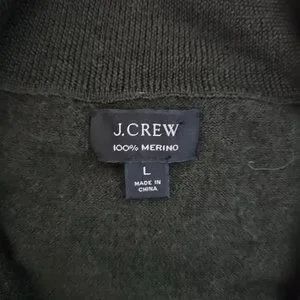 J.CREW
100% MERINO
L
MADE IN
CHINA